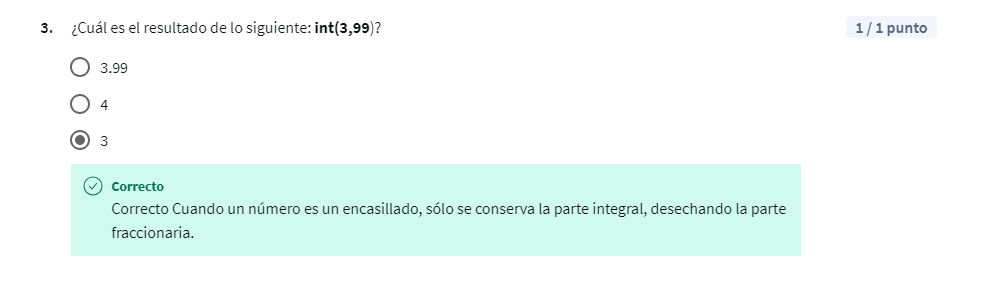 3. ¿Cuál es el resultado de lo siguiente: int(3,99)?
1 / 1 punto
3.99
4
3
Correcto
Correcto Cuando un número es un encasillado, sólo se conserva la parte integral, desechando la parte
fraccionaria.